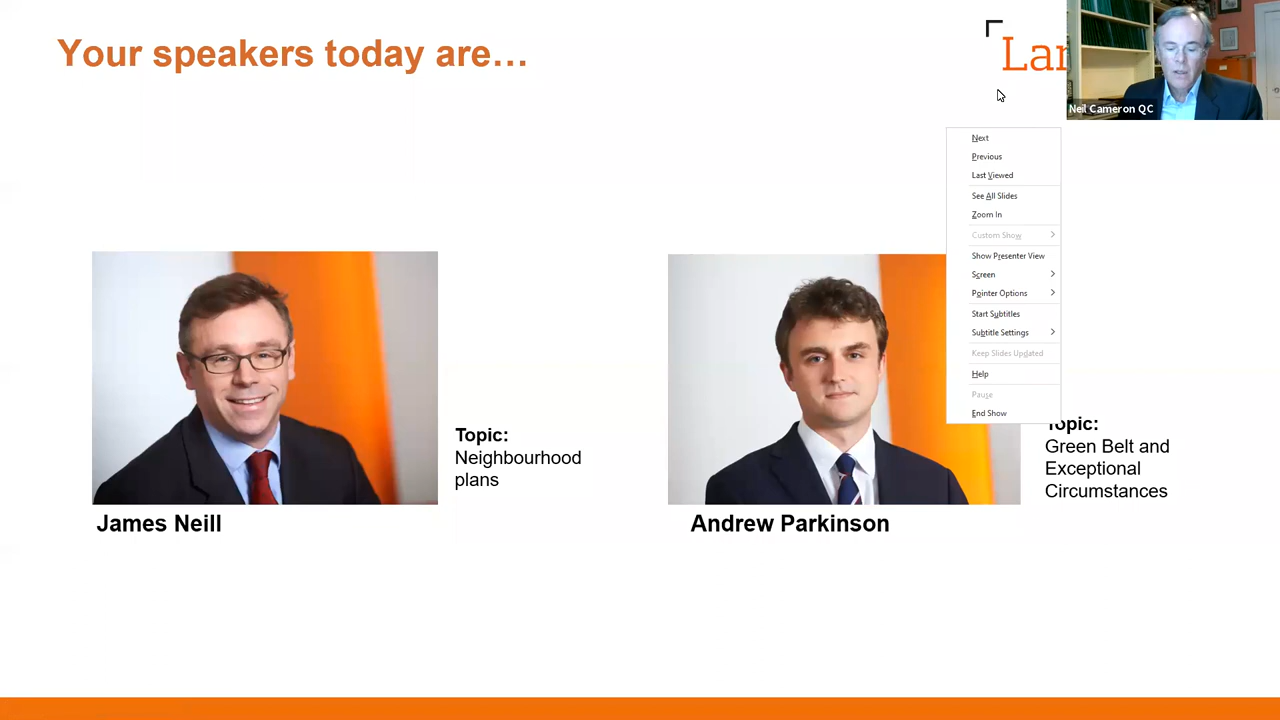 Your speakers today are...
Lan
Neil Cameron QC
Next
Previous
Last Viewed
See All Slides
Zoom In
Custom Show
Show Presenter View
Screen
Pointer Options
Start Subtitles
Subtitle Settings
Keep Slides Updated
Help
Pause
End Show
Topic:
Neighbourhood
plans
James Neill
Topic:
Green Belt and
Exceptional
Circumstances
Andrew Parkinson